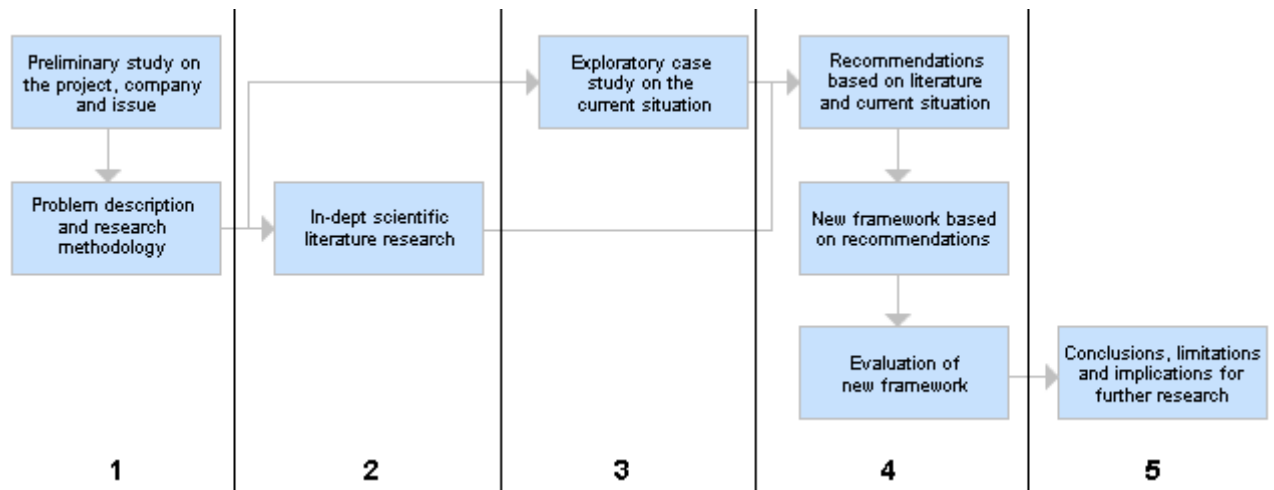 Preliminary study on
the project, company
and issue
Problem description
and research
methodology
In-dept scientific
literature research
Exploratory case
study on the
current situation
Recommendations
based on literature
and current situation
New framework based
on recommendations
Evaluation of
new framework
Conclusions, limitations
and implications for
further research
1
2
3
4
5